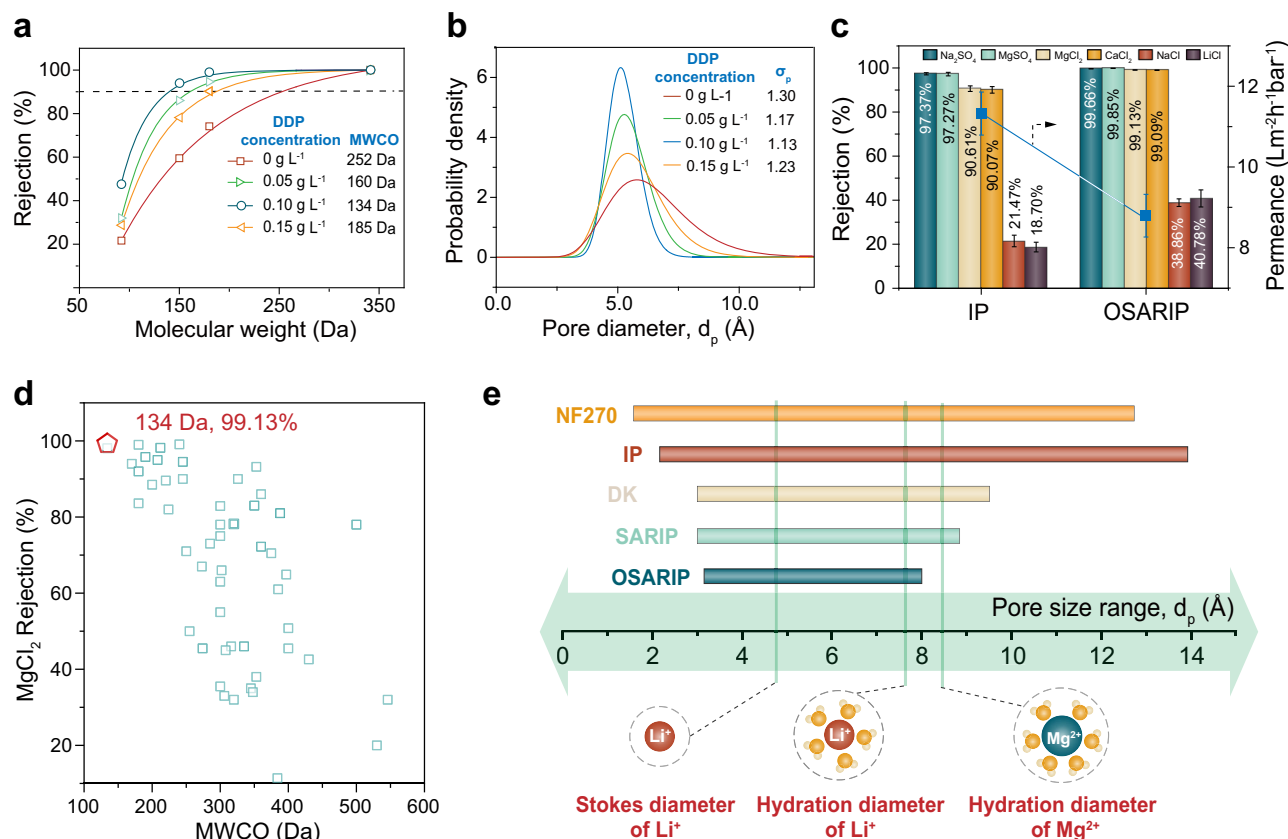 a
Rejection (%)
100
80
60
40
20
50
150
250
350
Molecular weight (Da)
DDP concentration MWCO
0 g L⁻¹ 252 Da
0.05 g L⁻¹ 160 Da
0.10 g L⁻¹ 134 Da
0.15 g L⁻¹ 185 Da
b
Probability density
6
4
2
0
0.0
5.0
10.0
Pore diameter, dₚ (Å)
DDP
concentration σₚ
0 g L-1 1.30
0.05 g L⁻¹ 1.17
0.10 g L⁻¹ 1.13
0.15 g L⁻¹ 1.23
c
Na₂SO₄ MgSO₄ MgCl₂ CaCl₂ NaCl LiCl
Rejection (%)
100
80
60
40
20
0
97.37%
97.27%
90.61%
90.07%
21.47%
18.70%
99.66%
99.85%
99.13%
99.09%
38.86%
40.78%
IP
OSARIP
12
11
10
9
8
Permeance (Lm⁻²h⁻¹bar⁻¹)
d
134 Da, 99.13%
MgCl₂ Rejection (%)
100
80
60
40
20
100
200
300
400
500
600
MWCO (Da)
e
NF270
IP
DK
SARIP
OSARIP
Pore size range, dₚ (Å)
0
2
4
6
8
10
12
14
Li⁺
Li⁺
Mg²⁺
Stokes diameter
of Li⁺
Hydration diameter
of Li⁺
Hydration diameter
of Mg²⁺